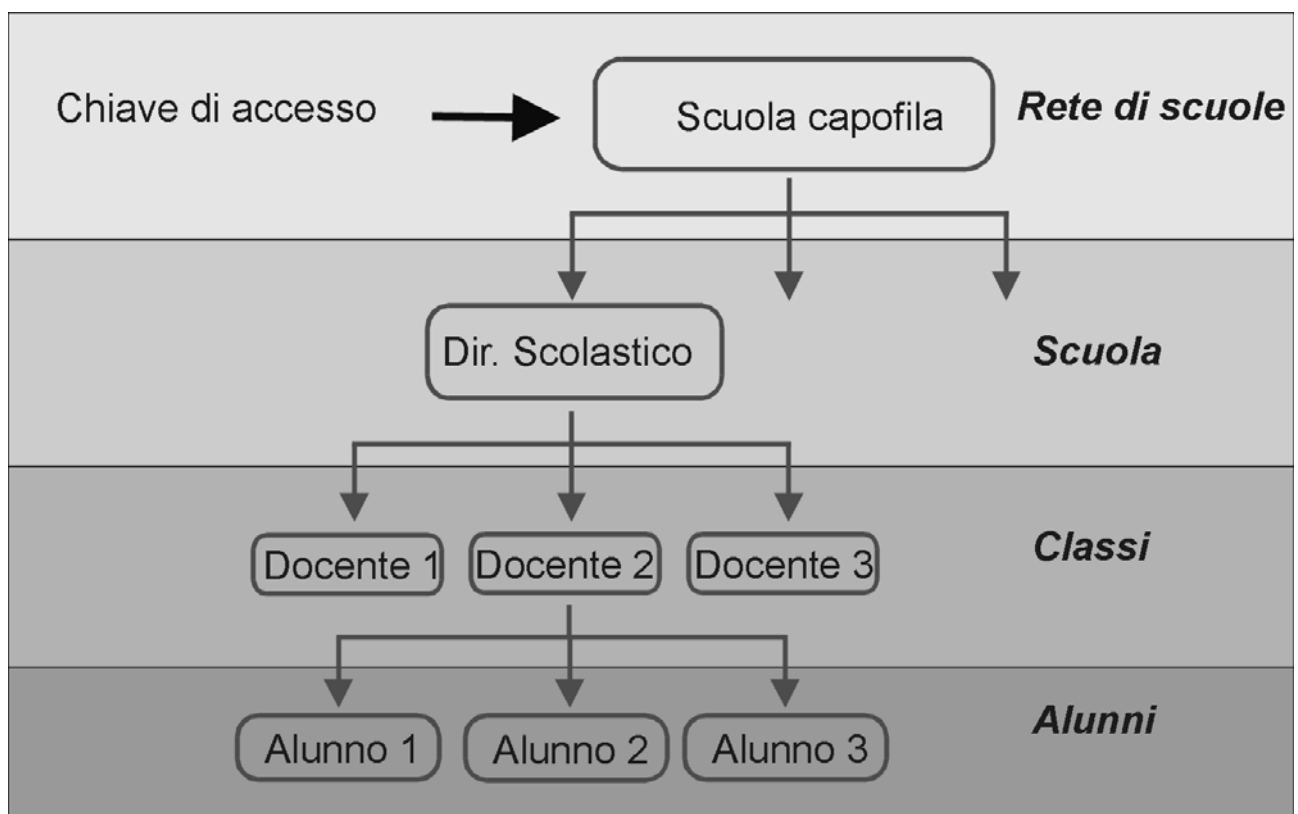 Chiave di accesso
Scuola capofila
Rete di scuole
Dir. Scolastico
Scuola
Docente 1
Docente 2
Docente 3
Classi
Alunno 1
Alunno 2
Alunno 3
Alunni